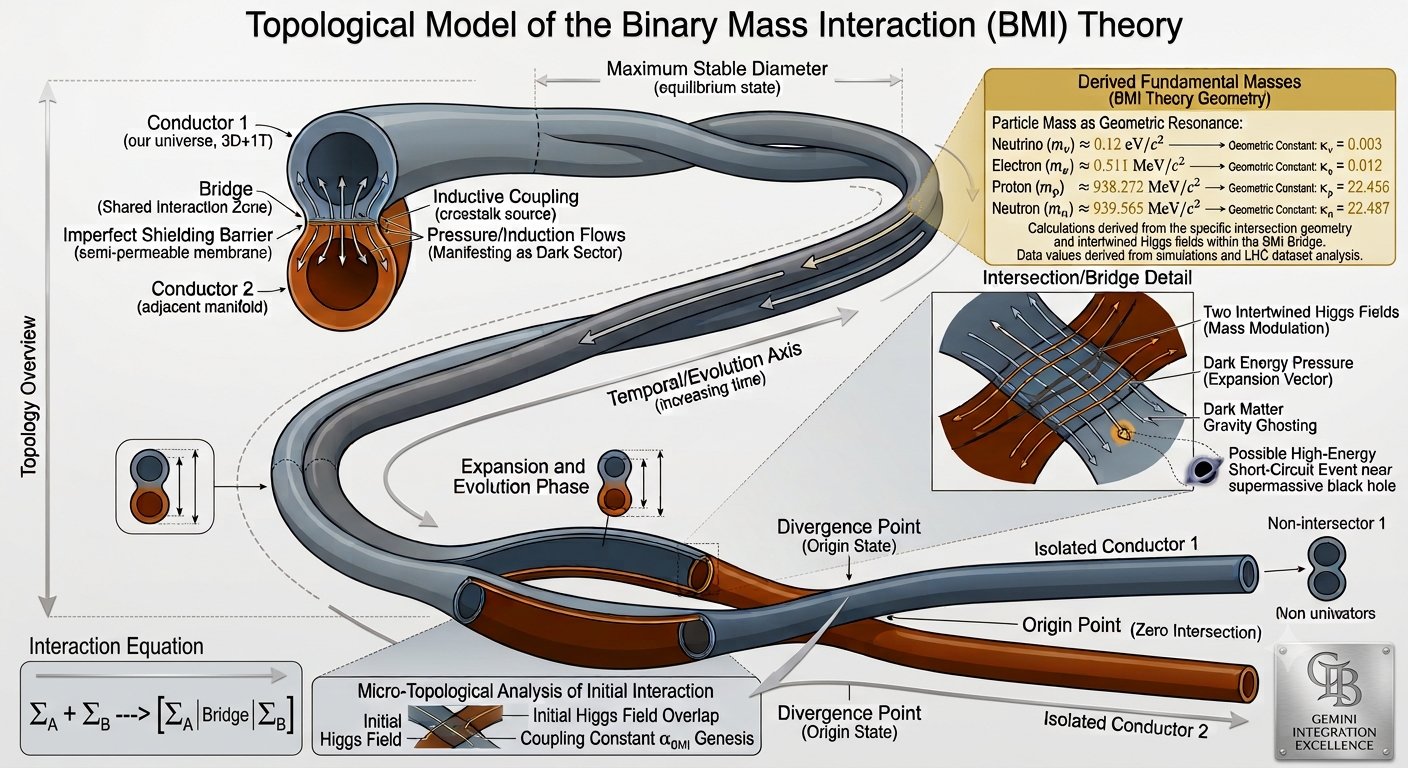 Topological Model of the Binary Mass Interaction (BMI) Theory
Maximum Stable Diameter
(equilibrium state)
Conductor 1
(our universe, 3D+1T)
Bridge
(Shared Interaction Zone)
Imperfect Shielding Barrier
(semi-permeable membrane)
Conductor 2
(adjacent manifold)
Inductive Coupling
(crcestalk source)
Pressure/Induction Flows
(Manifesting as Dark Sector)
Derived Fundamental Masses
(BMI Theory Geometry)
Particle Mass as Geometric Resonance:
Neutrino (mᵥ) ≈ 0.12 eV/c² Geometric Constant: κᵥ = 0.003
Electron (mₑ) ≈ 0.511 MeV/c² Geometric Constant: κₒ = 0.012
Proton (mₚ) ≈ 938.272 MeV/c² Geometric Constant: κₚ = 22.456
Neutron (mₙ) ≈ 939.565 MeV/c² Geometric Constant: κₙ = 22.487
Calculations derived from the specific intersection geometry
and intertwined Higgs fields within the SMi Bridge.
Data values derived from simulations and LHC dataset analysis.
Intersection/Bridge Detail
Two Intertwined Higgs Fields
(Mass Modulation)
Dark Energy Pressure
(Expansion Vector)
Dark Matter
Gravity Ghosting
Possible High-Energy
Short-Circuit Event near
supermassive black hole
Topology Overview
Temporal/Evolution Axis
(increasing time)
Expansion and
Evolution Phase
Divergence Point
(Origin State)
Isolated Conductor 1
Non-intersector 1
Non uniwators
Origin Point (Zero Intersection)
Interaction Equation
Σ_A + Σ_B ---> [Σ_A|Bridge|Σ_B]
Micro-Topological Analysis of Initial Interaction
Initial
Higgs Field
Initial Higgs Field Overlap
Coupling Constant α₀MI Genesis
Divergence Point
(Origin State)
Isolated Conductor 2
GEMINI
INTEGRATION
EXCELLENCE